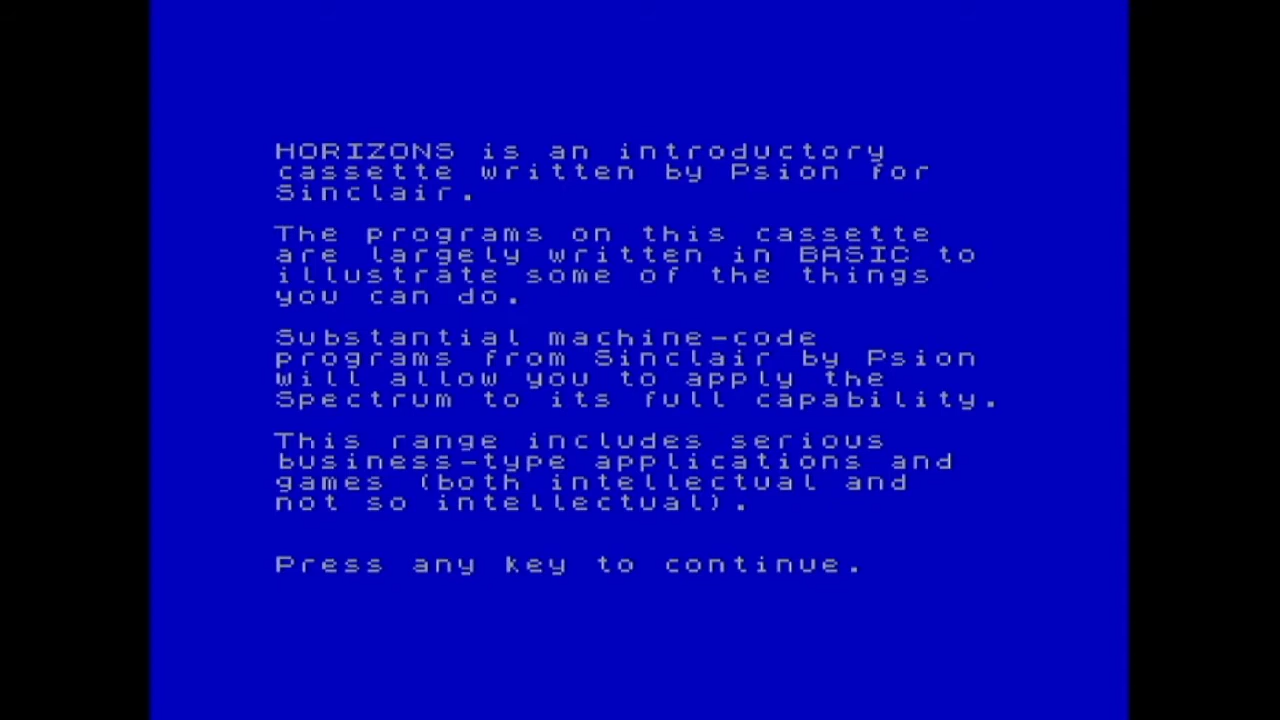 HORIZONS is an introductory
cassette written by Psion for
Sinclair.
The programs on this cassette
are largely written in BASIC to
illustrate some of the things
you can do.
Substantial machine-code
programs from Sinclair by Psion
will allow you to apply the
Spectrum to its full capability.
This range includes serious
business-type applications and
games (both intellectual and
not so intellectual).
Press any key to continue.